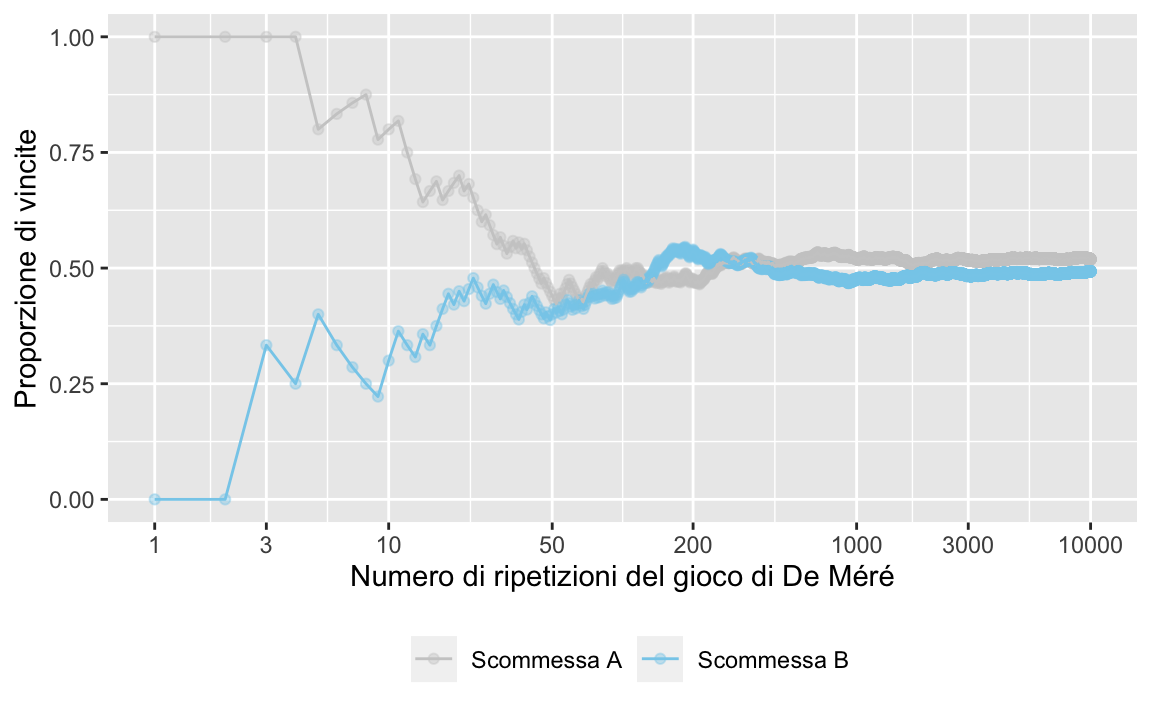 1.00
0.75
0.50
0.25
0.00
Proporzione di vincite
1 3 10 50 200 1000 3000 10000
Numero di ripetizioni del gioco di De Méré
Scommessa A Scommessa B